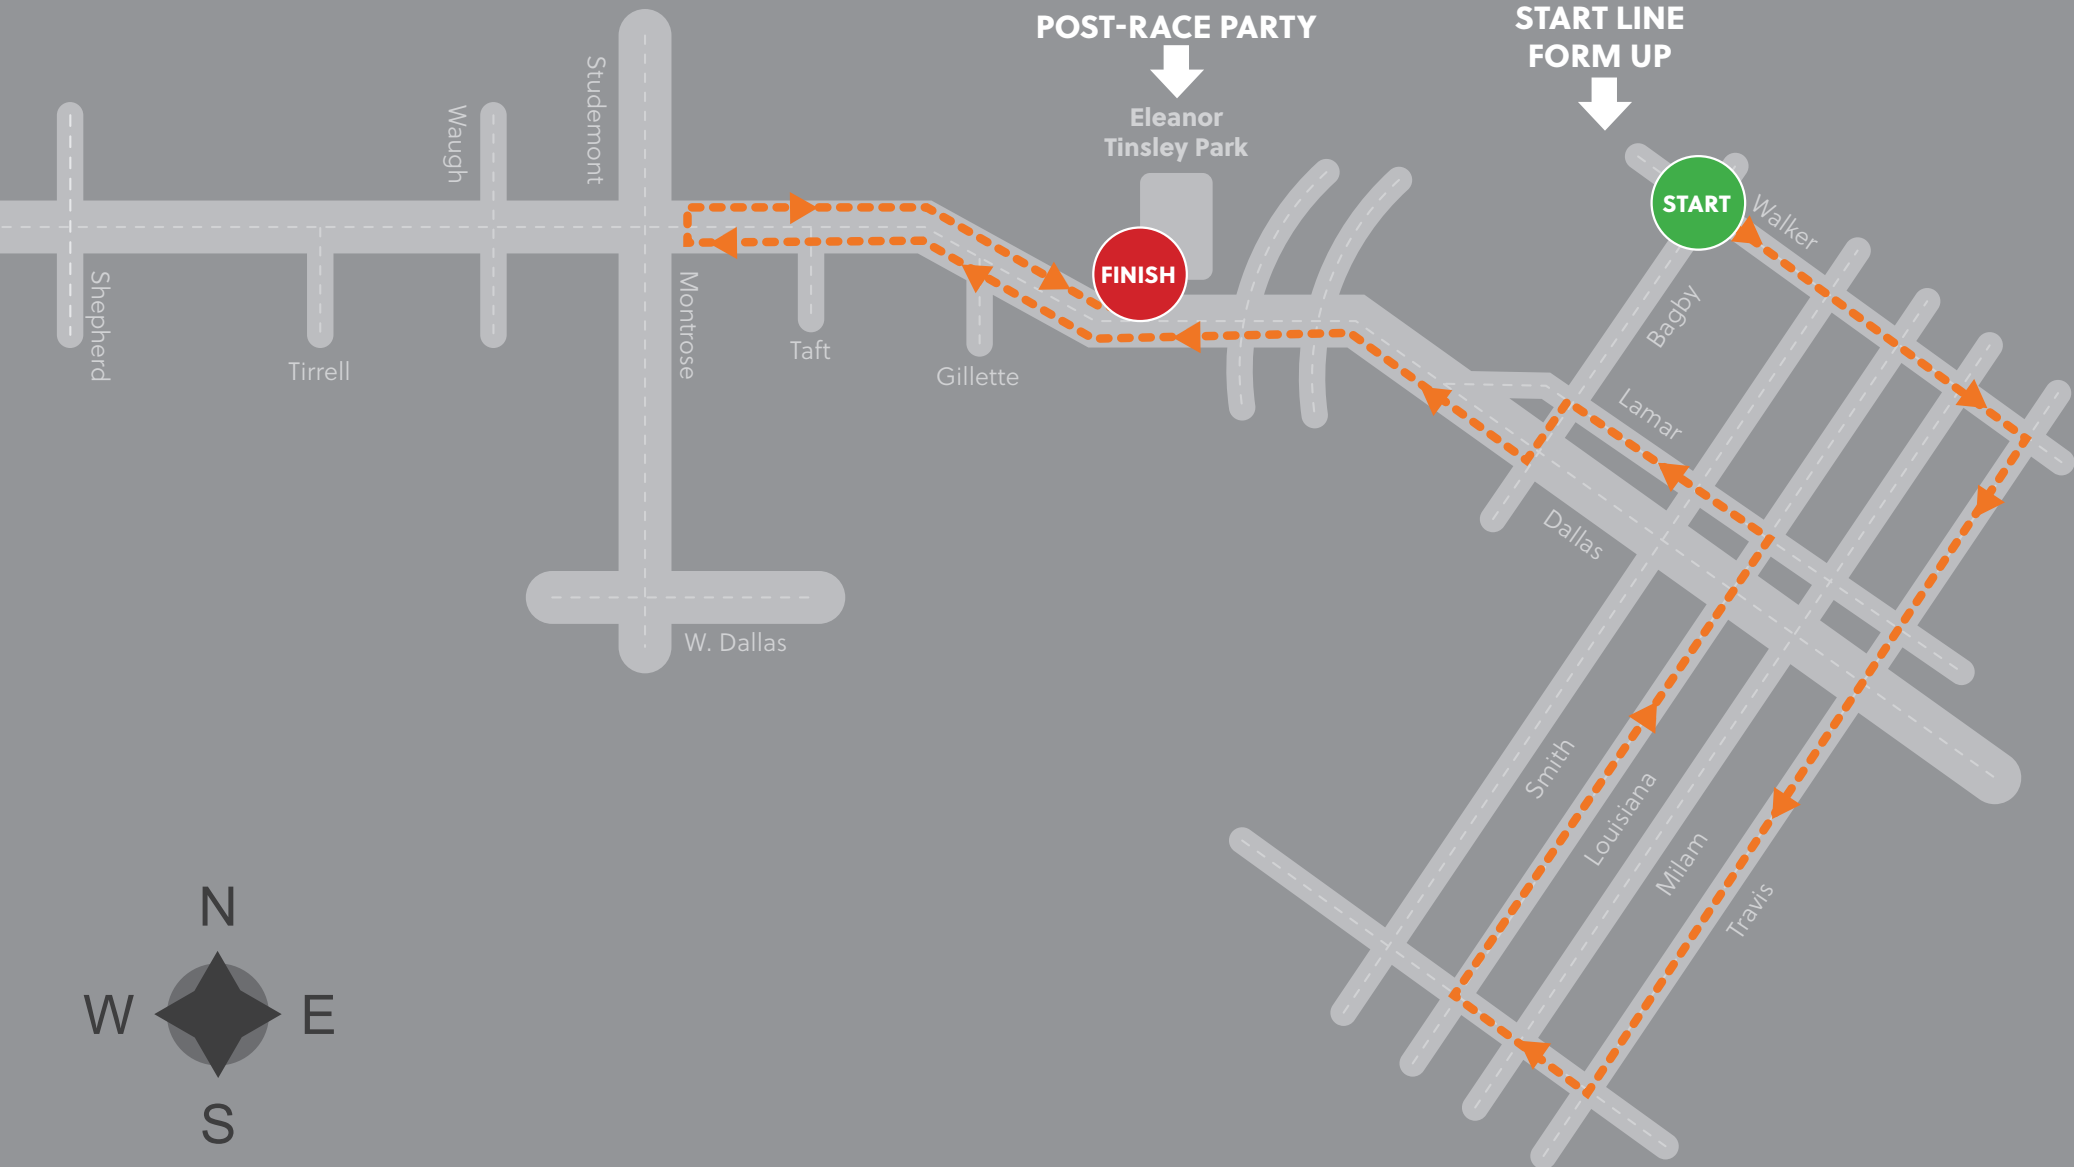 POST-RACE PARTY
START LINE
FORM UP
Eleanor
Tinsley Park
Studemont
Waugh
START
Walker
FINISH
Shepherd
Montrose
Bagby
Tirrell
Taft
Gillette
Lamar
Dallas
W. Dallas
Smith
Louisiana
Milam
Travis
N
W
E
S